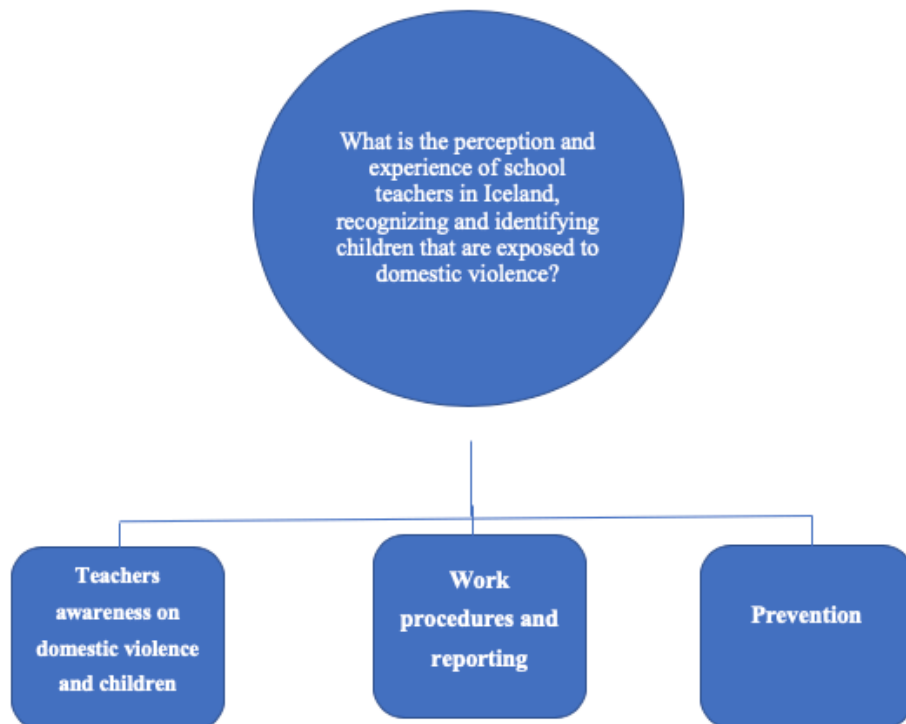 What is the perception and
experience of school
teachers in Iceland,
recognizing and identifying
children that are exposed to
domestic violence?
Teachers
awareness on
domestic violence
and children
Work
procedures and
reporting
Prevention